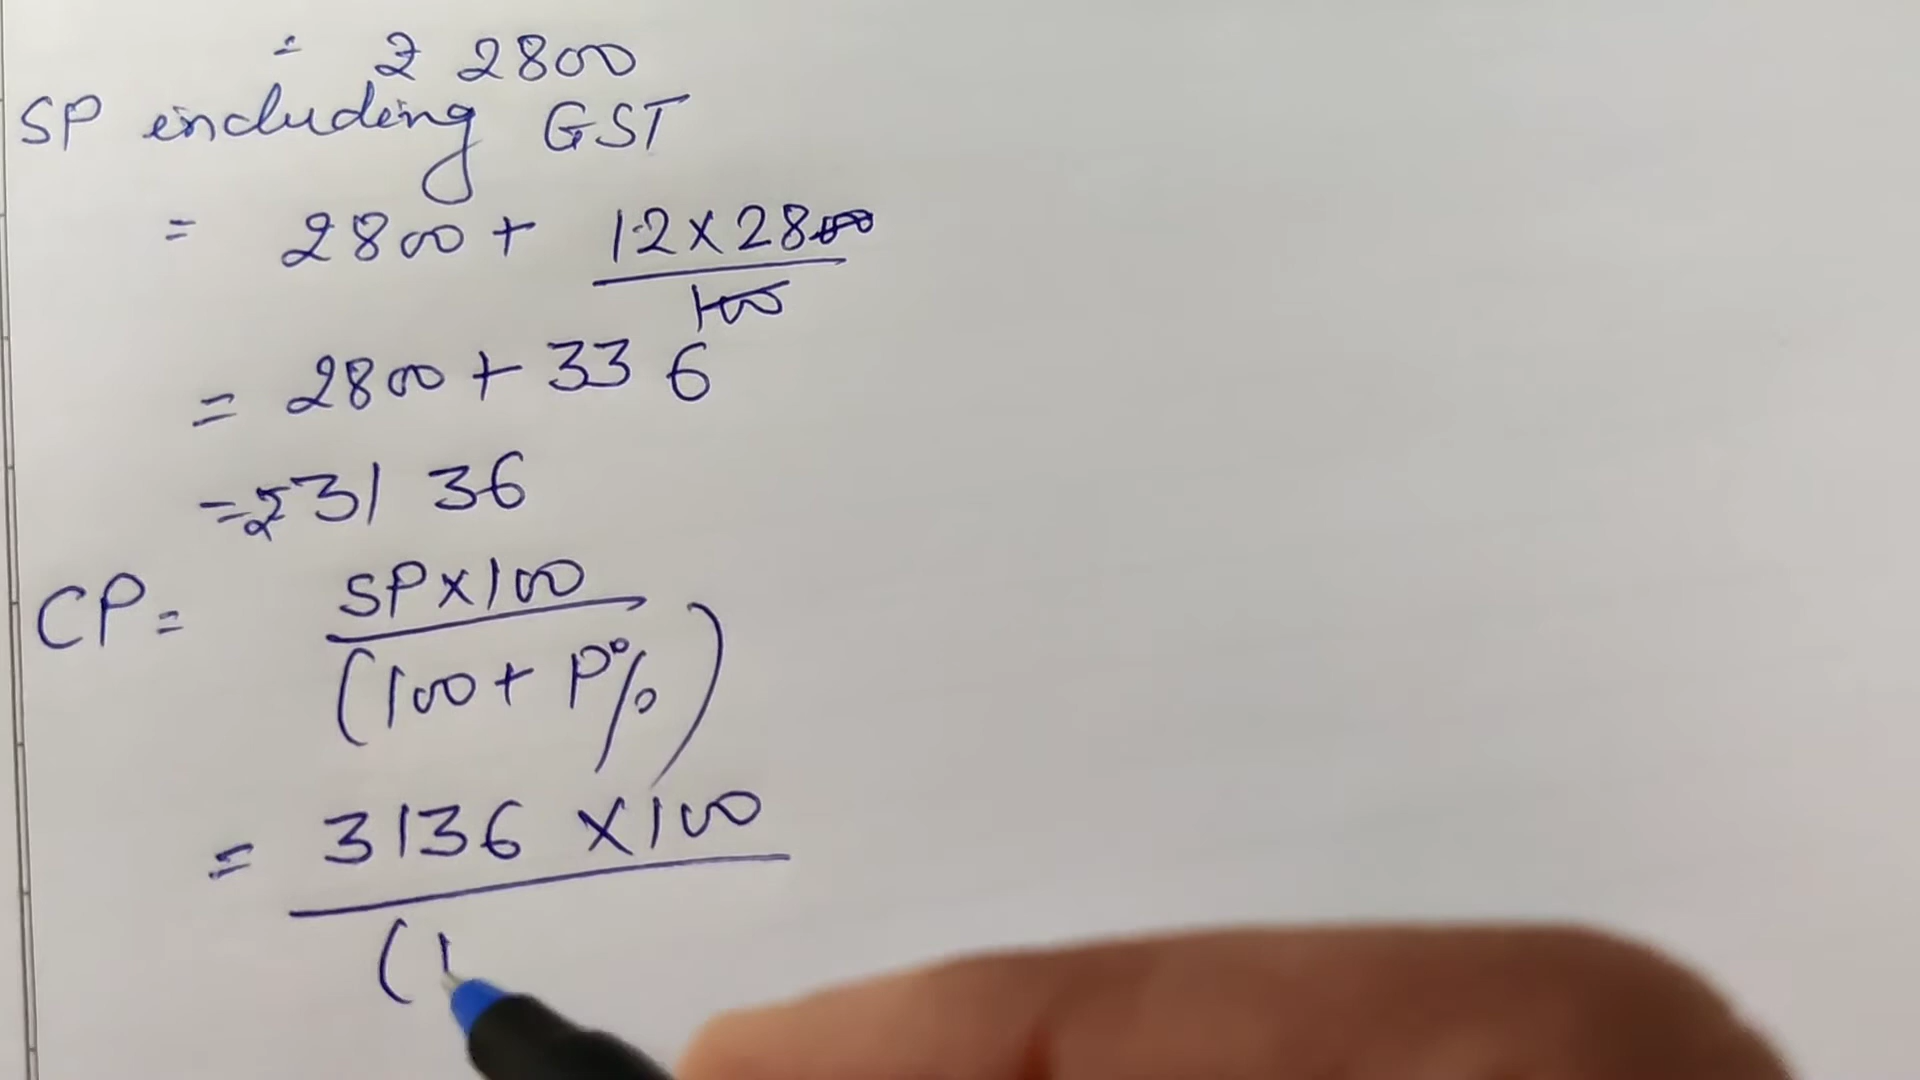 = ₹ 2800
SP including GST
= 2800 + 12 x 2800
100
= 2800 + 336
= ₹3136
CP = SP x 100
(100 + P%)
= 3136 x 100
( 1